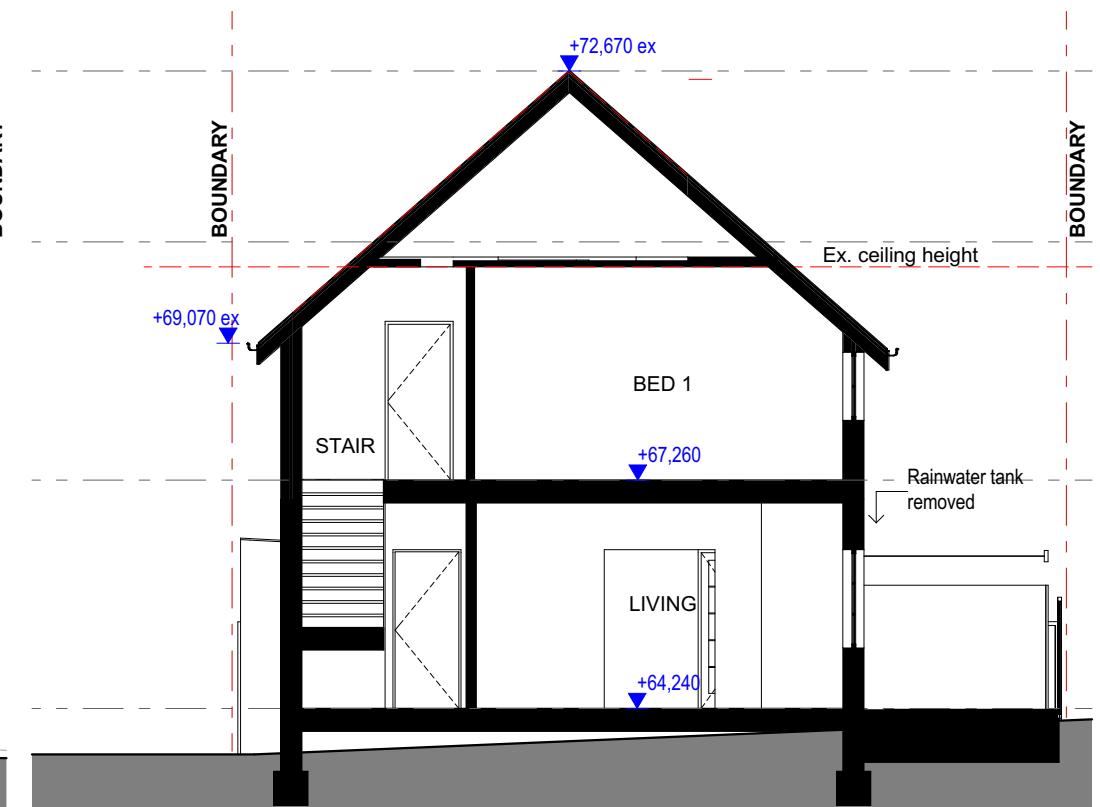 +72,670 ex
BOUNDARY
BOUNDARY
BOUNDARY
Ex. ceiling height
+69,070 ex
BED 1
STAIR
+67,260
Rainwater tank
removed
LIVING
+64,240